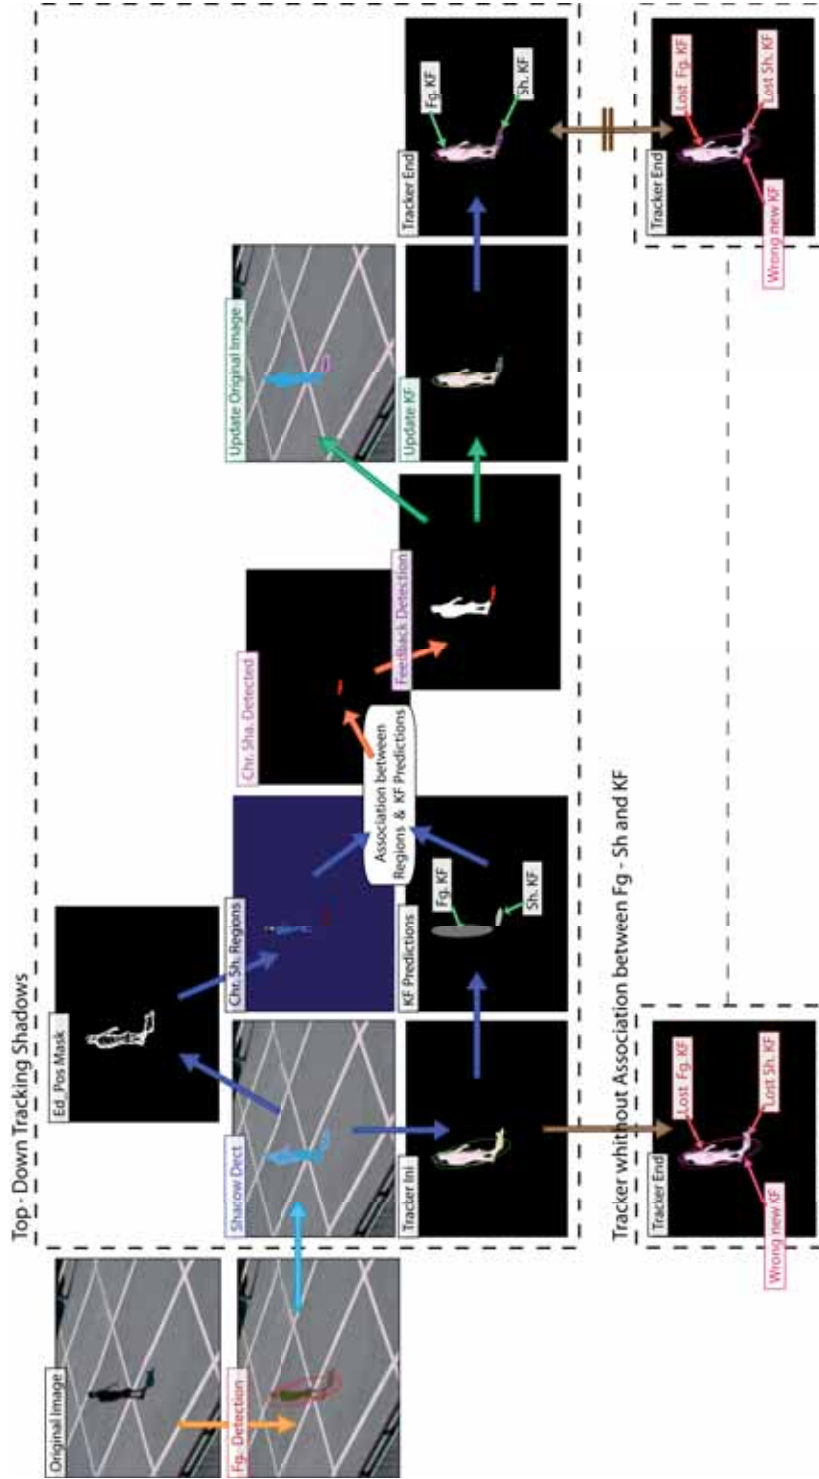 Top - Down Tracking Shadows
Original Image
Fg. Detection
Ed_Pos Mask
Shacow Dect
Chr. Sh. Regions
Chr. Sha. Detected
Update Original Image
Tracter Ini
KF Predictions
Fg. KF
Sh. KF
Association between
Regions & KF Predictions
Feedback Detection
Update KF
Tracker End
Fg. KF
Sh. KF
Tracker whithout Association between Fg - Sh and KF
Tracker End
Lost Fg. KF
Lost Sh. KF
Wrong new KF
Tracker End
Lost Fg. KF
Lost Sh. KF
Wrong new KF